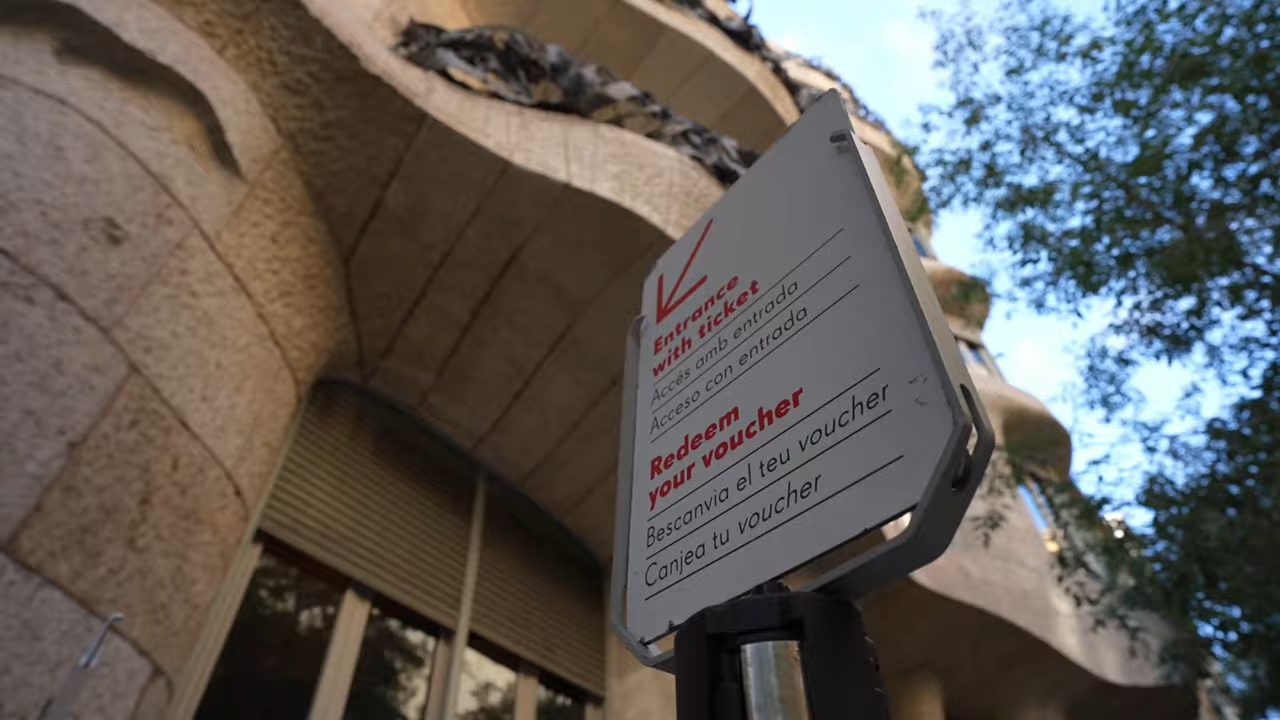 Entrance
with ticket
Accés amb entrada
Acceso con entrada
Redeem
your voucher
Bescanvia el teu voucher
Canjea tu voucher